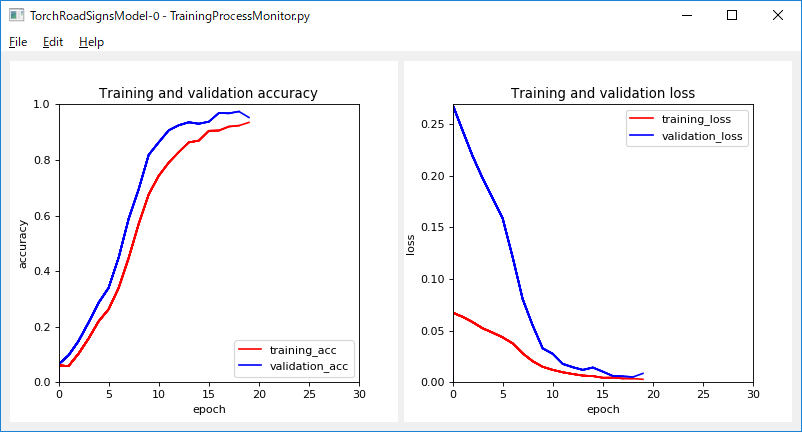 TorchRoadSignsModel-0 - TrainingProcessMonitor.py
File Edit Help
Training and validation accuracy
1.0
0.8
0.6
0.4
0.2
0.0
accuracy
0 5 10 15 20 25 30
epoch
training_acc
validation_acc
Training and validation loss
0.25
0.20
0.15
0.10
0.05
0.00
loss
0 5 10 15 20 25 30
epoch
training_loss
validation_loss